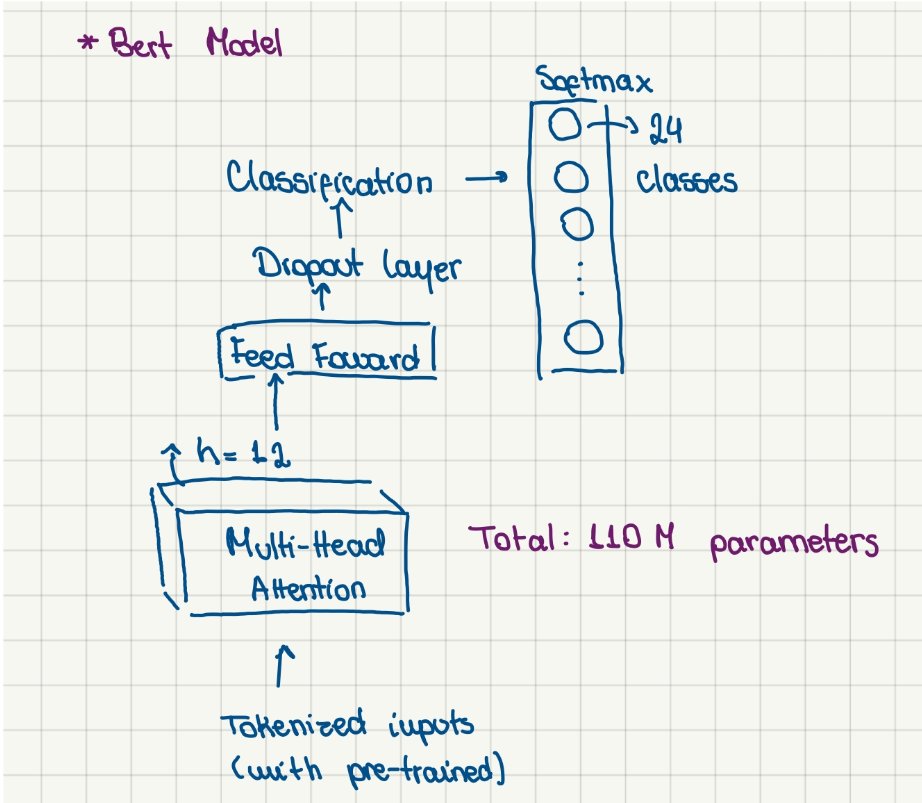 * Bert Model
Softmax
24
classes
Classification
Dropout layer
Feed Foward
h = 12
Multi-Head
Attention
Total: 110 M parameters
Tokenized inputs
(with pre-trained)